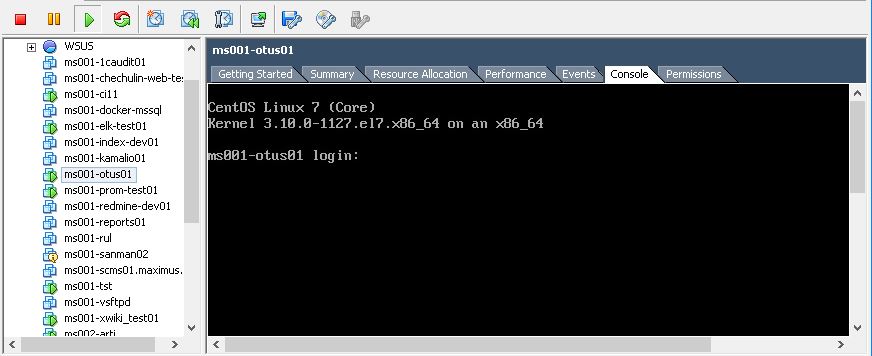 WSUS
ms001-1caudit01
ms001-chechulin-web-te
ms001-ci11
ms001-docker-mssql
ms001-elk-test01
ms001-index-dev01
ms001-kamalio01
ms001-otus01
ms001-prom-test01
ms001-redmine-dev01
ms001-reports01
ms001-rul
ms001-sanman02
ms001-scms01.maximus.
ms001-tst
ms001-vsftpd
ms001-xwiki_test01
ms002-arti
ms001-otus01
Getting Started Summary Resource Allocation Performance Events Console Permissions
CentOS Linux 7 (Core)
Kernel 3.10.0-1127.el7.x86_64 on an x86_64
ms001-otus01 login: